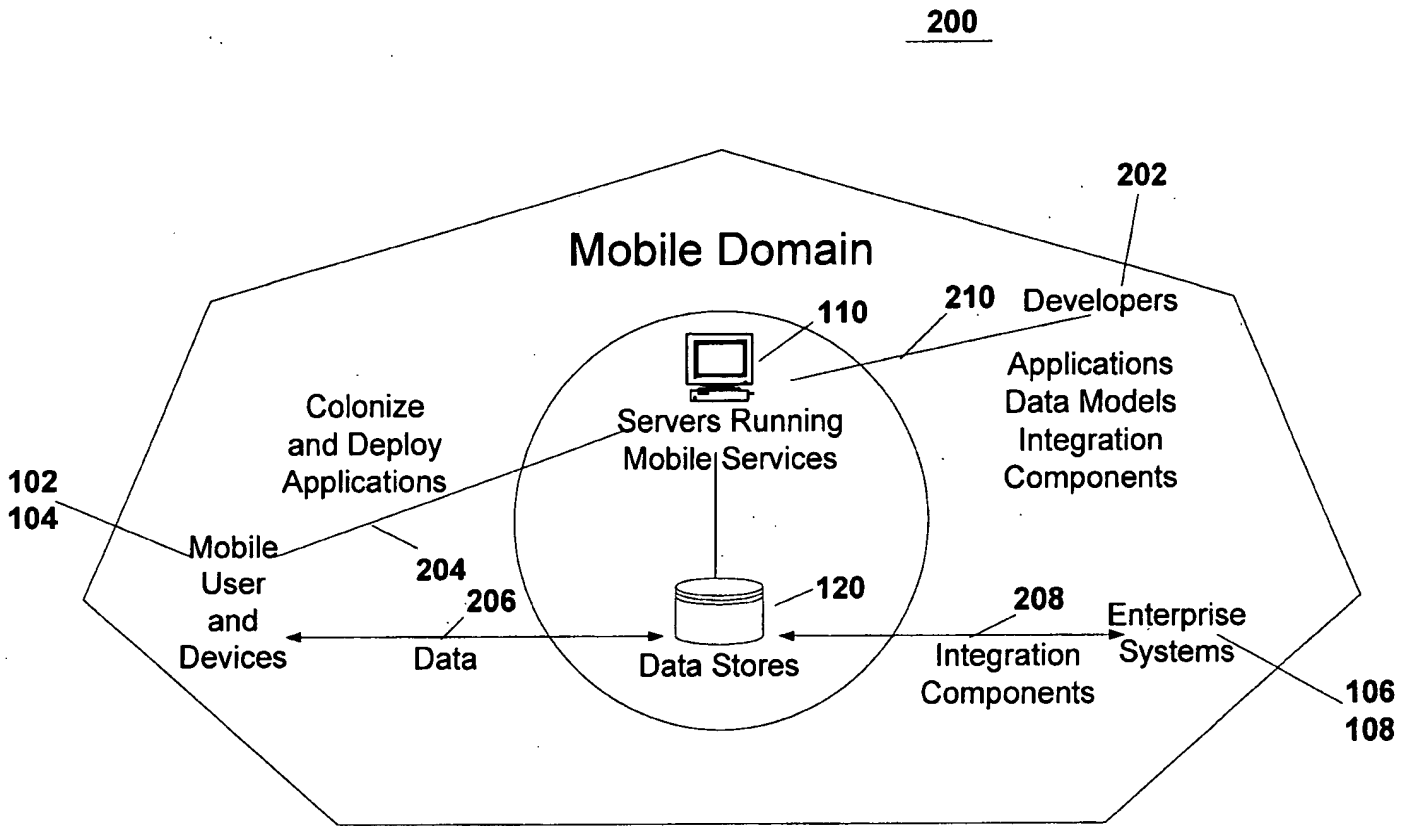 200
202
Mobile Domain
210
Developers
110
Applications
Data Models
Integration
Components
Colonize
and Deploy
Applications
Servers Running
Mobile Services
102
104
Mobile
User
and
Devices
204
206
Data
120
Data Stores
208
Integration
Components
Enterprise
Systems
106
108